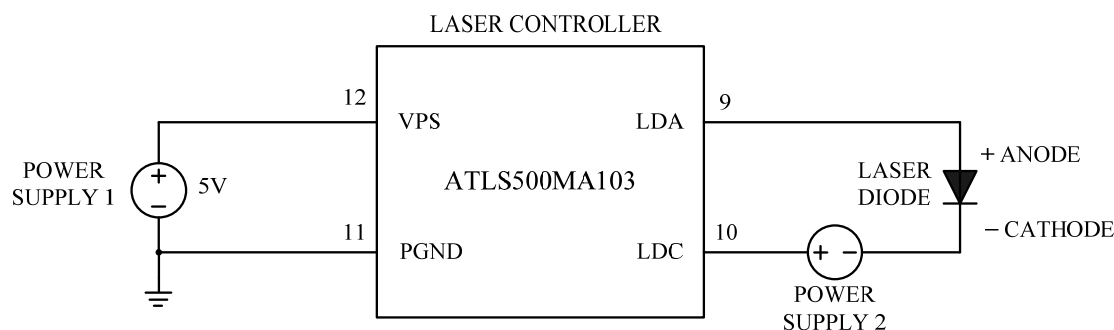 LASER CONTROLLER
12
VPS
LDA
9
POWER
SUPPLY 1
+
−
5V
ATLS500MA103
LASER
DIODE
+ ANODE
− CATHODE
11
PGND
LDC
10
+ −
POWER
SUPPLY 2